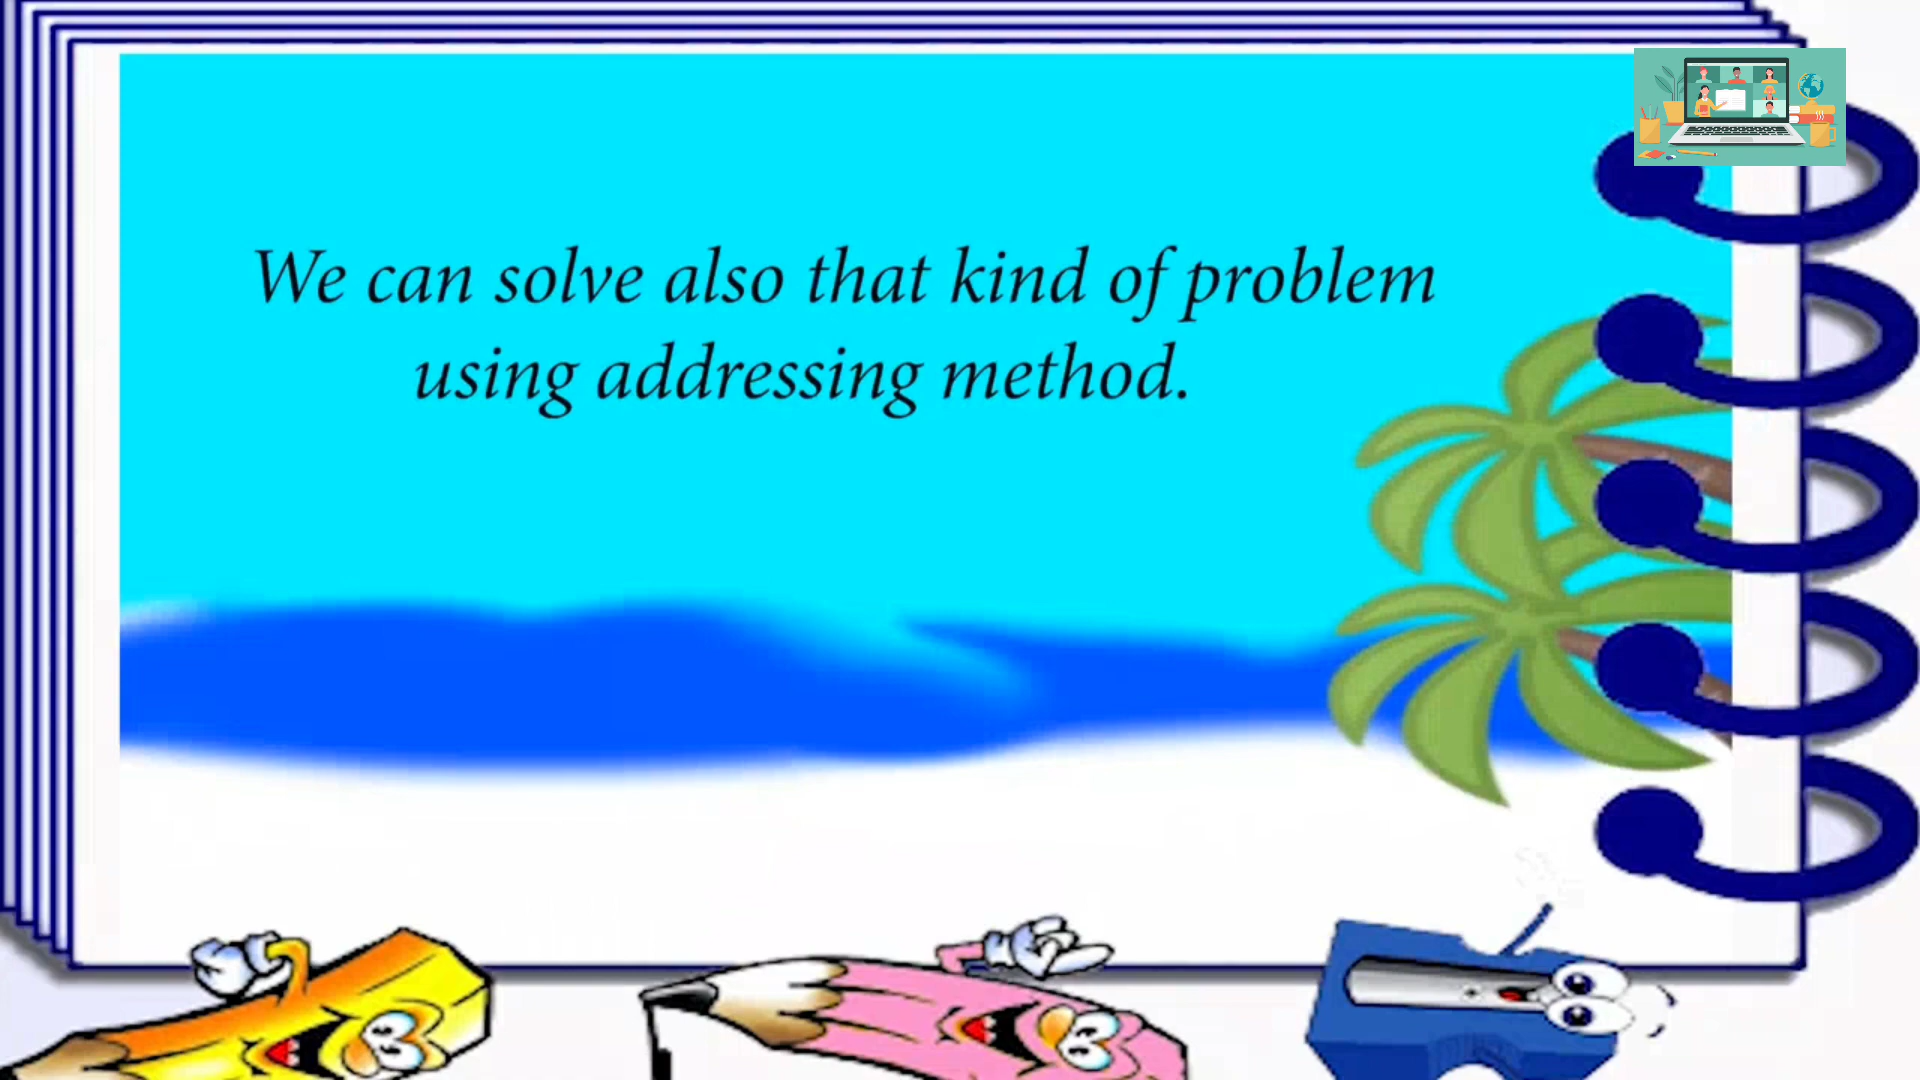 We can solve also that kind of problem
using addressing method.